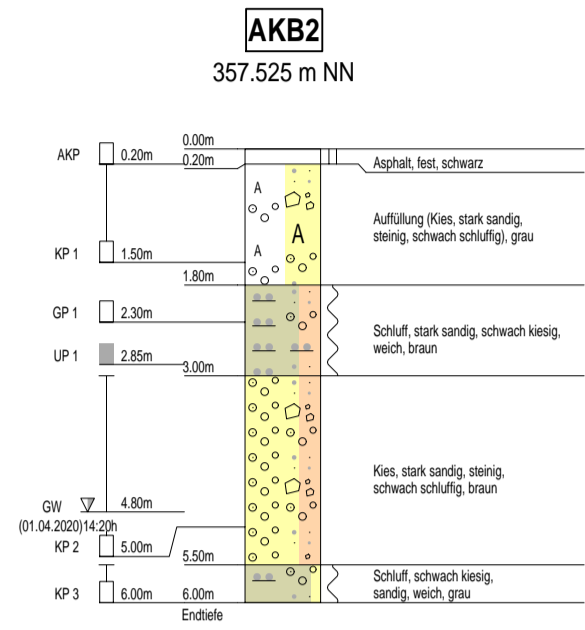 AKB2
357.525 m NN
0.00m
AKP 0.20m 0.20m
Asphalt, fest, schwarz
A
Auffüllung (Kies, stark sandig,
steinig, schwach schluffig), grau
A
A
KP 1 1.50m
1.80m
GP 1 2.30m
Schluff, stark sandig, schwach kiesig,
weich, braun
UP 1 2.85m
3.00m
Kies, stark sandig, steinig,
schwach schluffig, braun
GW 4.80m
(01.04.2020)14:20h
KP 2 5.00m
5.50m
Schluff, schwach kiesig,
sandig, weich, grau
KP 3 6.00m 6.00m
Endtiefe